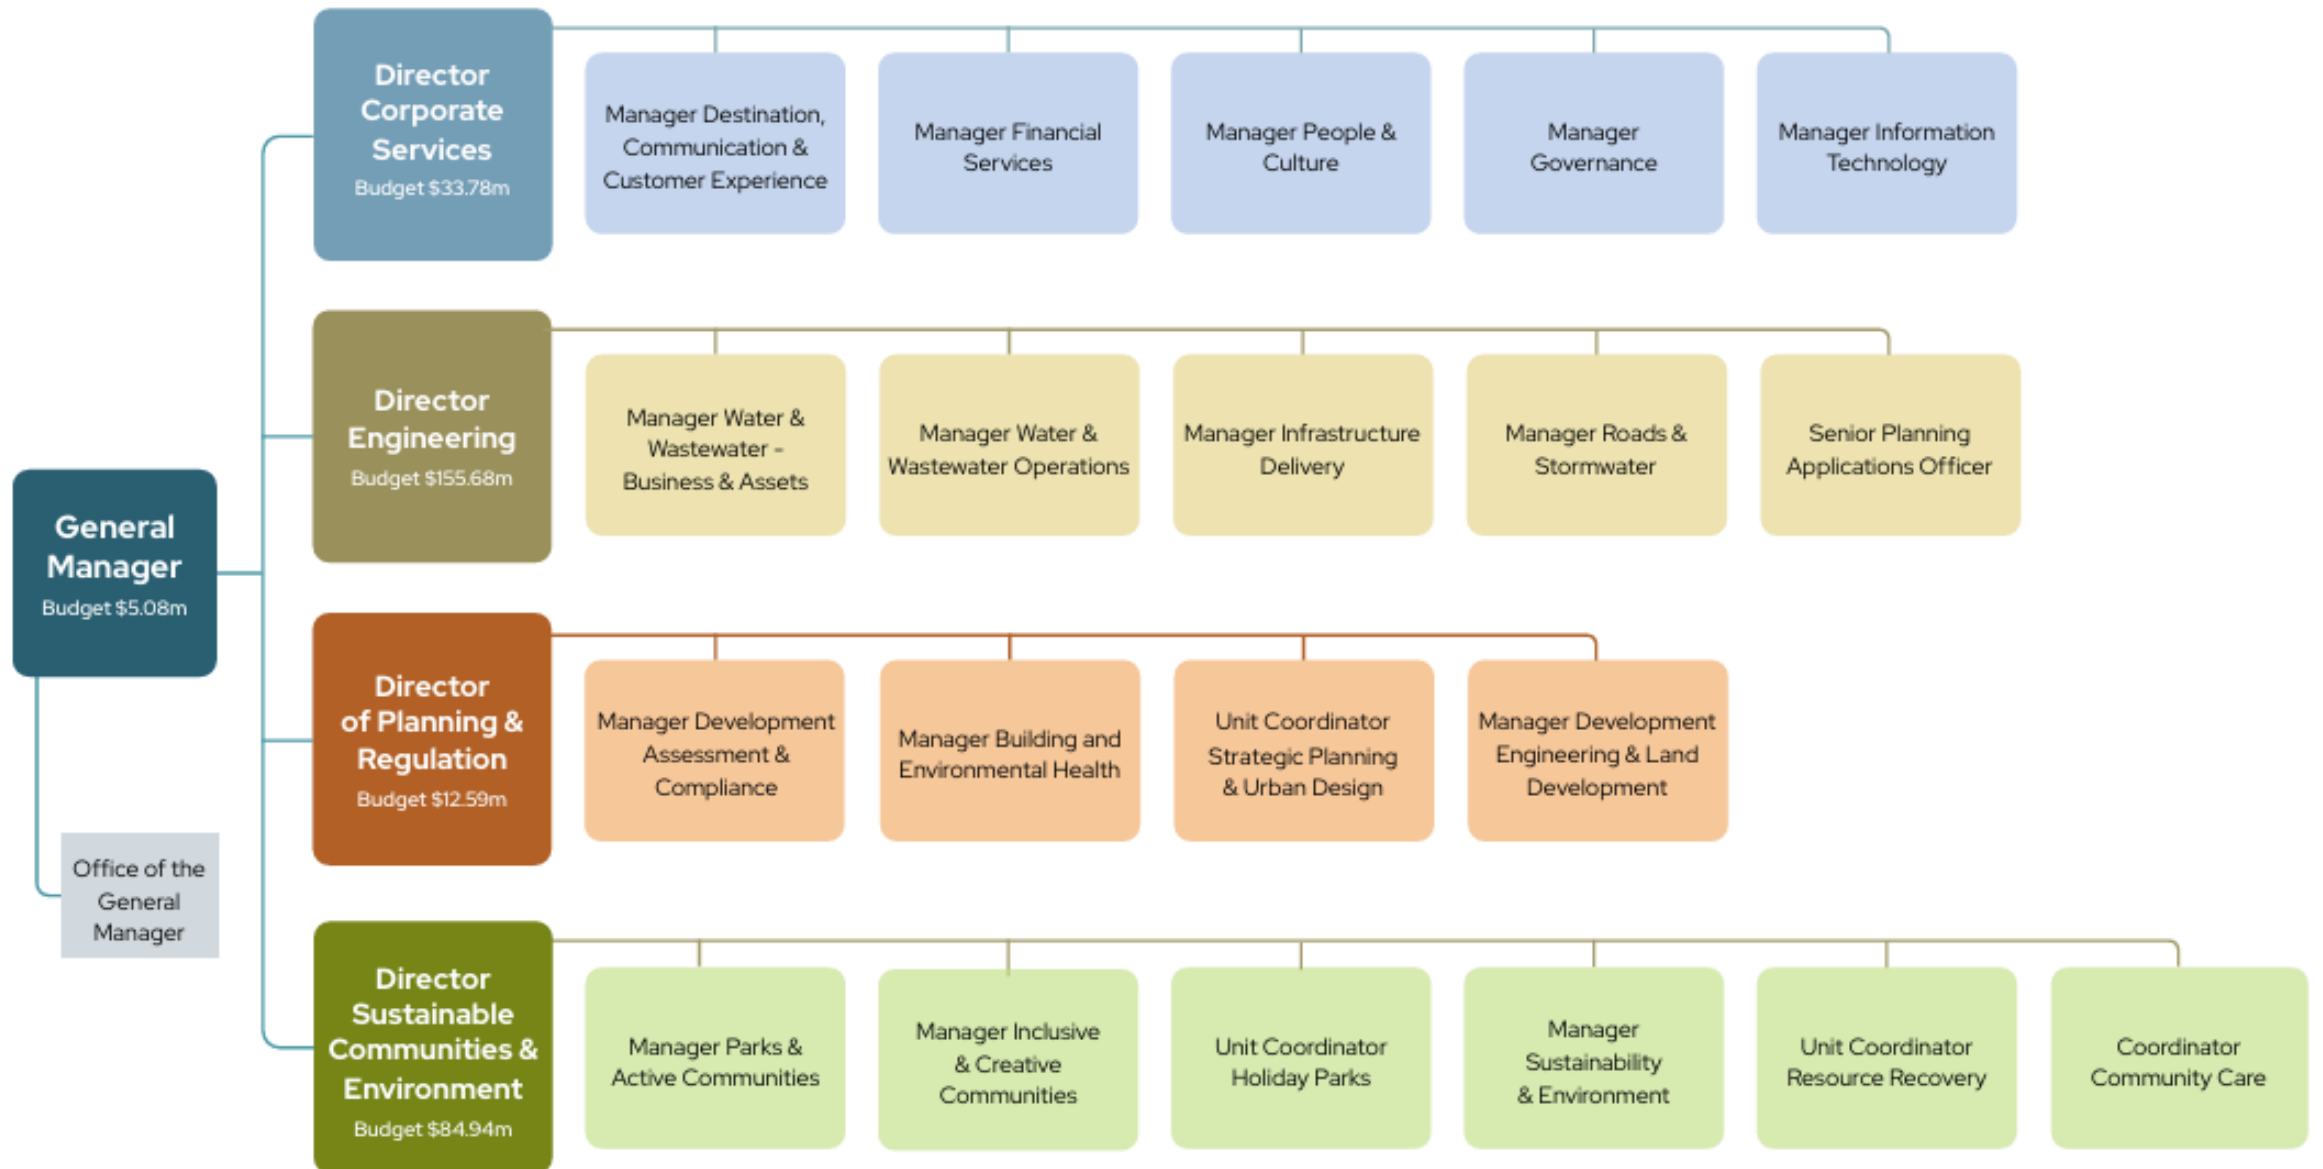 Director
Corporate
Services
Budget $33.78m
Manager Destination,
Communication &
Customer Experience
Manager Financial
Services
Manager People &
Culture
Manager
Governance
Manager Information
Technology
Director
Engineering
Budget $155.68m
Manager Water &
Wastewater -
Business & Assets
Manager Water &
Wastewater Operations
Manager Infrastructure
Delivery
Manager Roads &
Stormwater
Senior Planning
Applications Officer
General
Manager
Budget $5.08m
Office of the
General
Manager
Director
of Planning &
Regulation
Budget $12.59m
Manager Development
Assessment &
Compliance
Manager Building and
Environmental Health
Unit Coordinator
Strategic Planning
& Urban Design
Manager Development
Engineering & Land
Development
Director
Sustainable
Communities &
Environment
Budget $84.94m
Manager Parks &
Active Communities
Manager Inclusive
& Creative
Communities
Unit Coordinator
Holiday Parks
Manager
Sustainability
& Environment
Unit Coordinator
Resource Recovery
Coordinator
Community Care